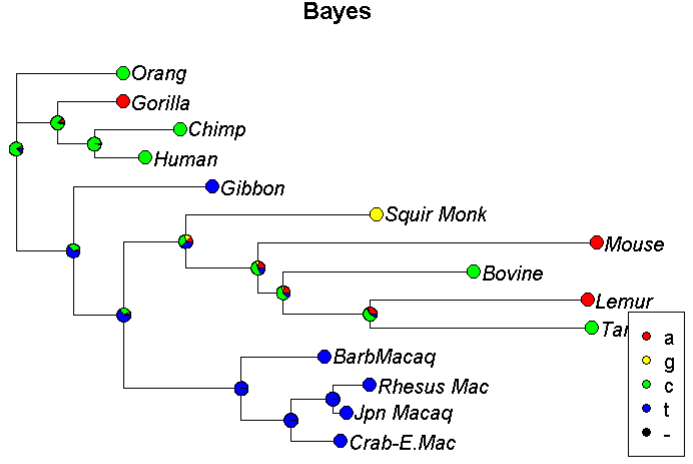 Bayes
Orang
Gorilla
Chimp
Human
Gibbon
Squir Monk
Mouse
Bovine
Lemur
Tar
BarbMacaq
Rhesus Mac
Jpn Macaq
Crab-E.Mac
a
g
c
t
-